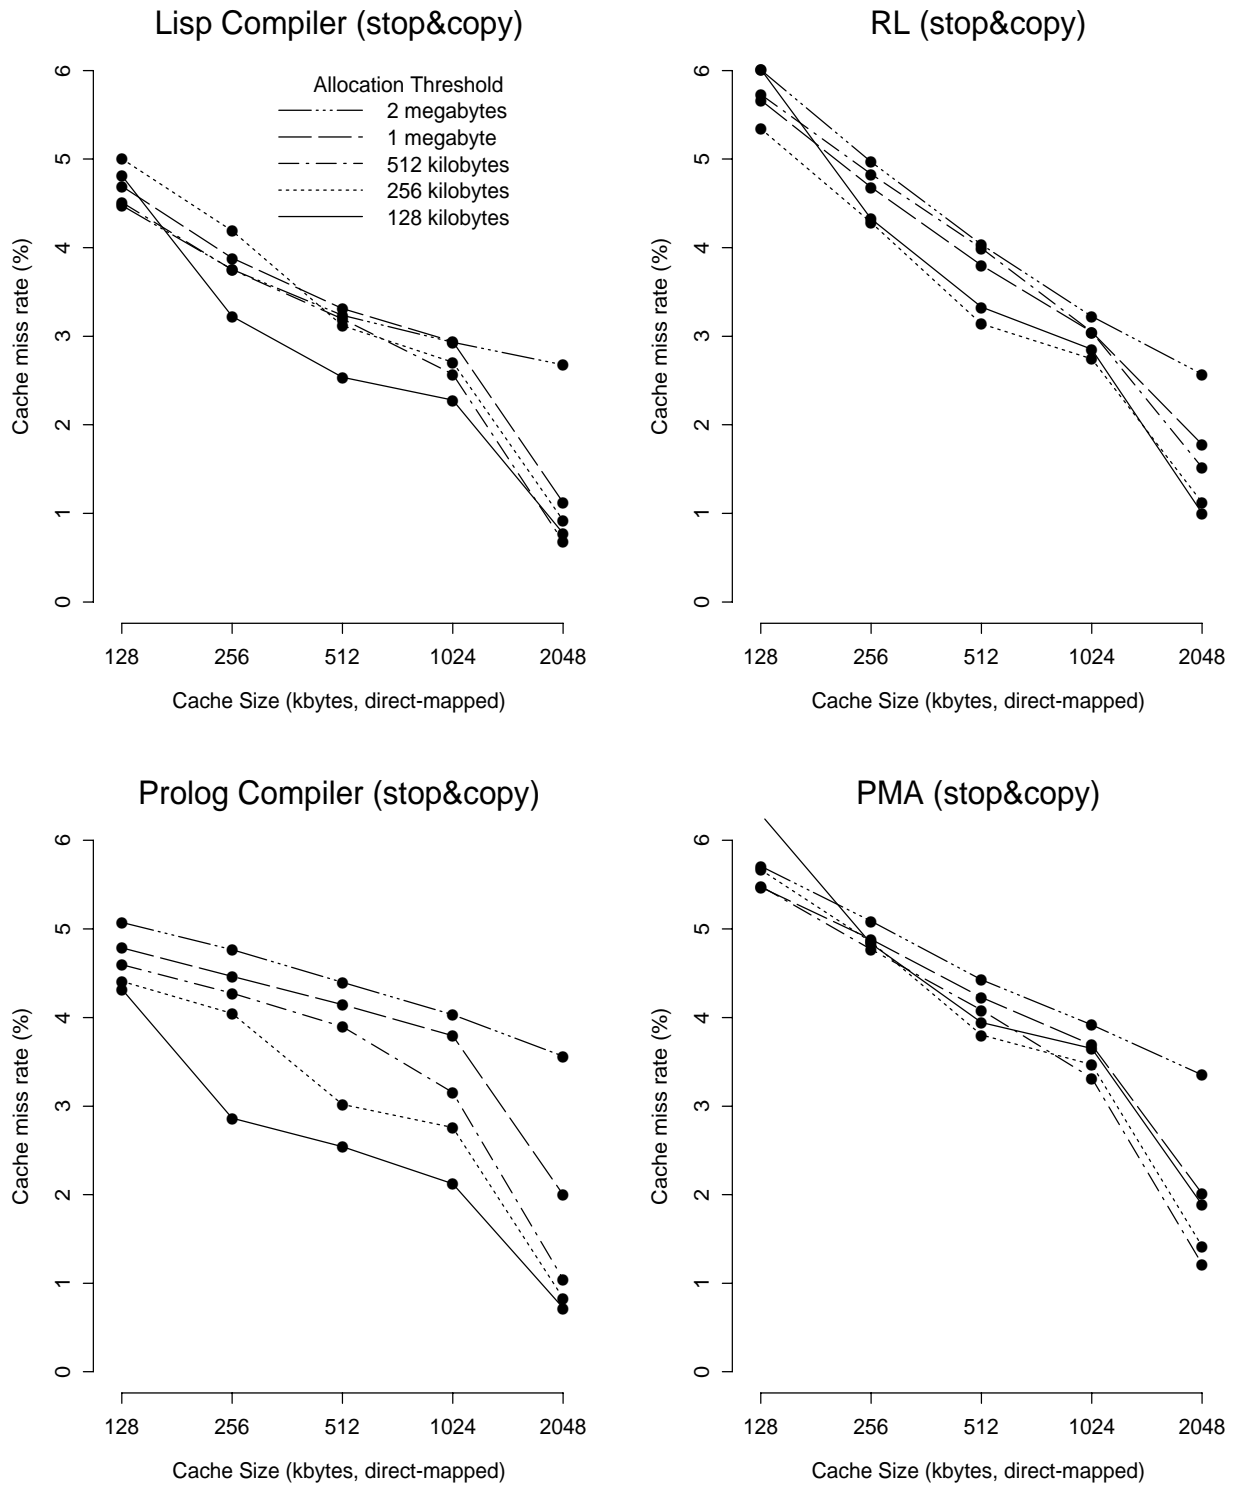 Lisp Compiler (stop&copy)
Allocation Threshold
2 megabytes
1 megabyte
512 kilobytes
256 kilobytes
128 kilobytes
Cache miss rate (%)
6
5
4
3
2
1
0
128 256 512 1024 2048
Cache Size (kbytes, direct-mapped)
RL (stop&copy)
Cache miss rate (%)
6
5
4
3
2
1
0
128 256 512 1024 2048
Cache Size (kbytes, direct-mapped)
Prolog Compiler (stop&copy)
Cache miss rate (%)
6
5
4
3
2
1
0
128 256 512 1024 2048
Cache Size (kbytes, direct-mapped)
PMA (stop&copy)
Cache miss rate (%)
6
5
4
3
2
1
0
128 256 512 1024 2048
Cache Size (kbytes, direct-mapped)